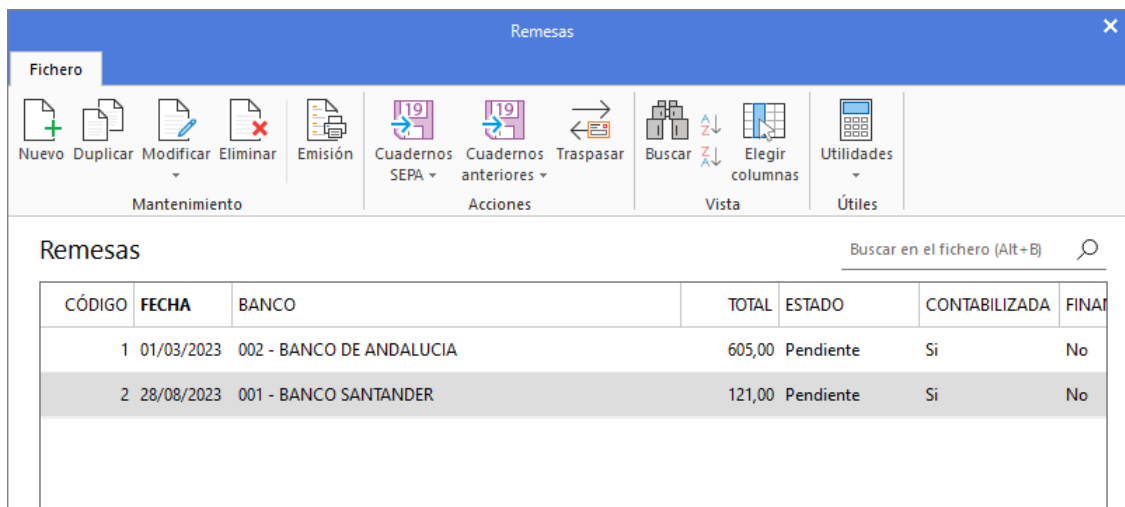 Remesas
Fichero
19 19 A Z
Z A
Nuevo Duplicar Modificar Eliminar Emisión Cuadernos Cuadernos Traspasar Buscar Elegir Utilidades
SEPA anteriores columnas
Mantenimiento Acciones Vista Útiles
Remesas Buscar en el fichero (Alt+B)
CÓDIGO FECHA BANCO TOTAL ESTADO CONTABILIZADA FINAN
1 01/03/2023 002 - BANCO DE ANDALUCIA 605,00 Pendiente Si No
2 28/08/2023 001 - BANCO SANTANDER 121,00 Pendiente Si No